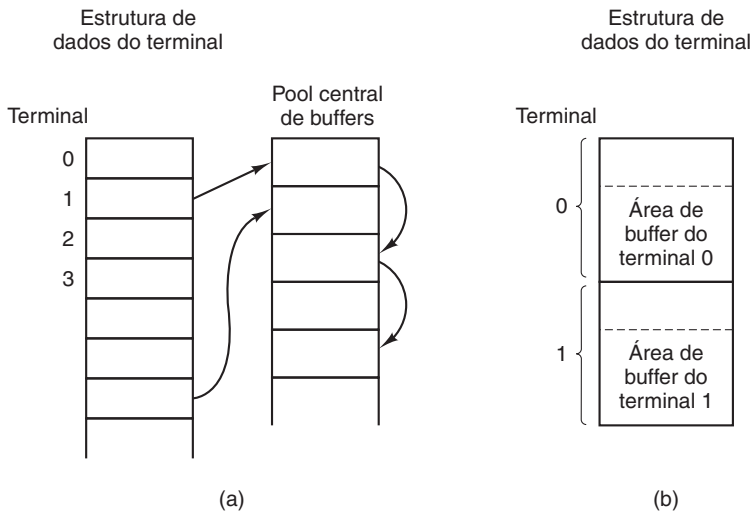 Estrutura de
dados do terminal
Terminal
0
1
2
3
Pool central
de buffers
(a)
Estrutura de
dados do terminal
Terminal
0
Área de
buffer do
terminal 0
1
Área de
buffer do
terminal 1
(b)